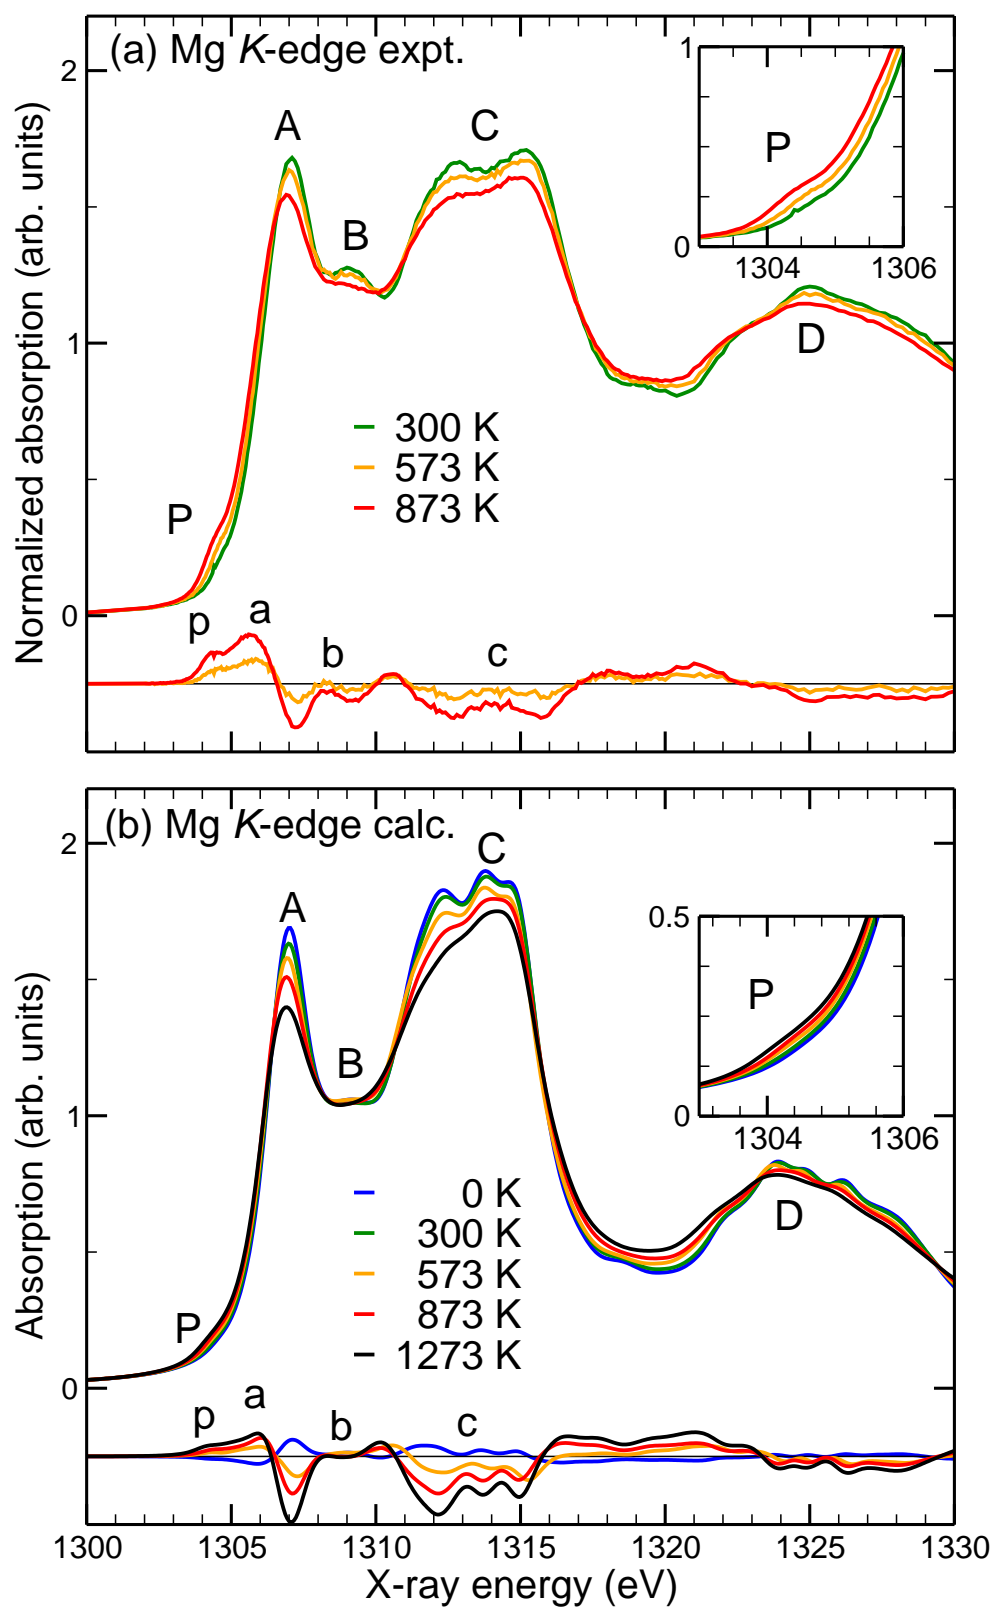 (a) Mg K-edge expt.
Normalized absorption (arb. units)
2
1
0
A
B
C
D
P
1
0
P
1304
1306
300 K
573 K
873 K
P
p
a
b
c
(b) Mg K-edge calc.
Absorption (arb. units)
2
1
0
A
B
C
D
0.5
0
P
1304
1306
0 K
300 K
573 K
873 K
1273 K
P
p
a
b
c
1300
1305
1310
1315
1320
1325
1330
X-ray energy (eV)